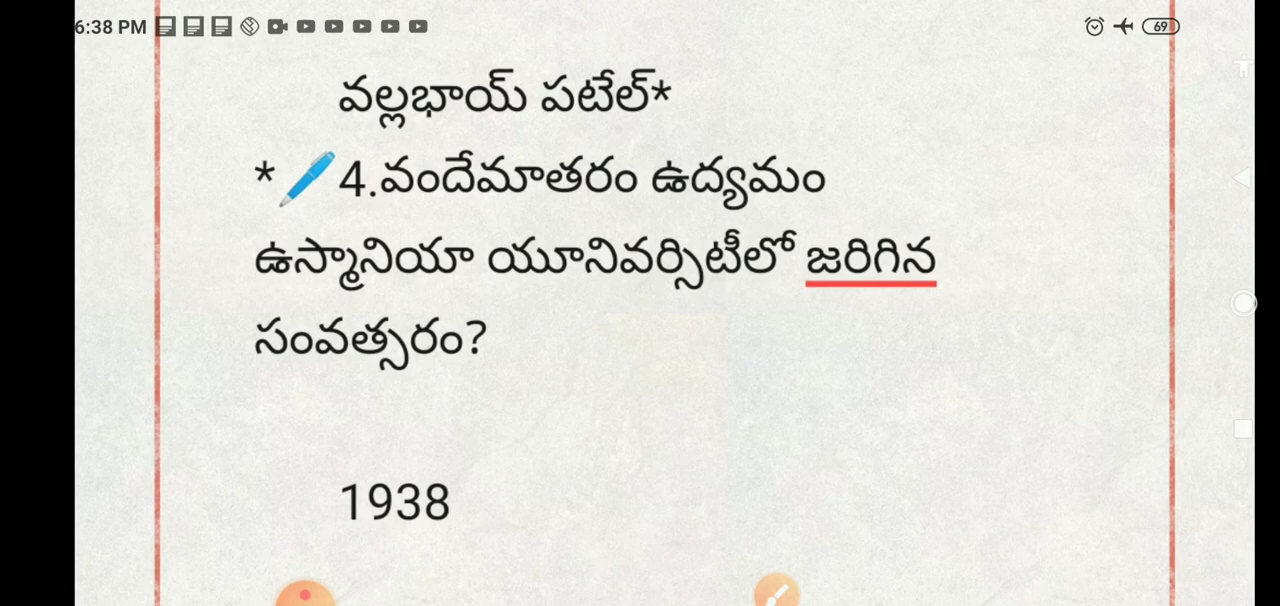 6:38 PM
69
వల్లభాయ్ పటేల్*
*🖊️4.వందేమాతరం ఉద్యమం
ఉస్మానియా యూనివర్సిటీలో జరిగిన
సంవత్సరం?
1938